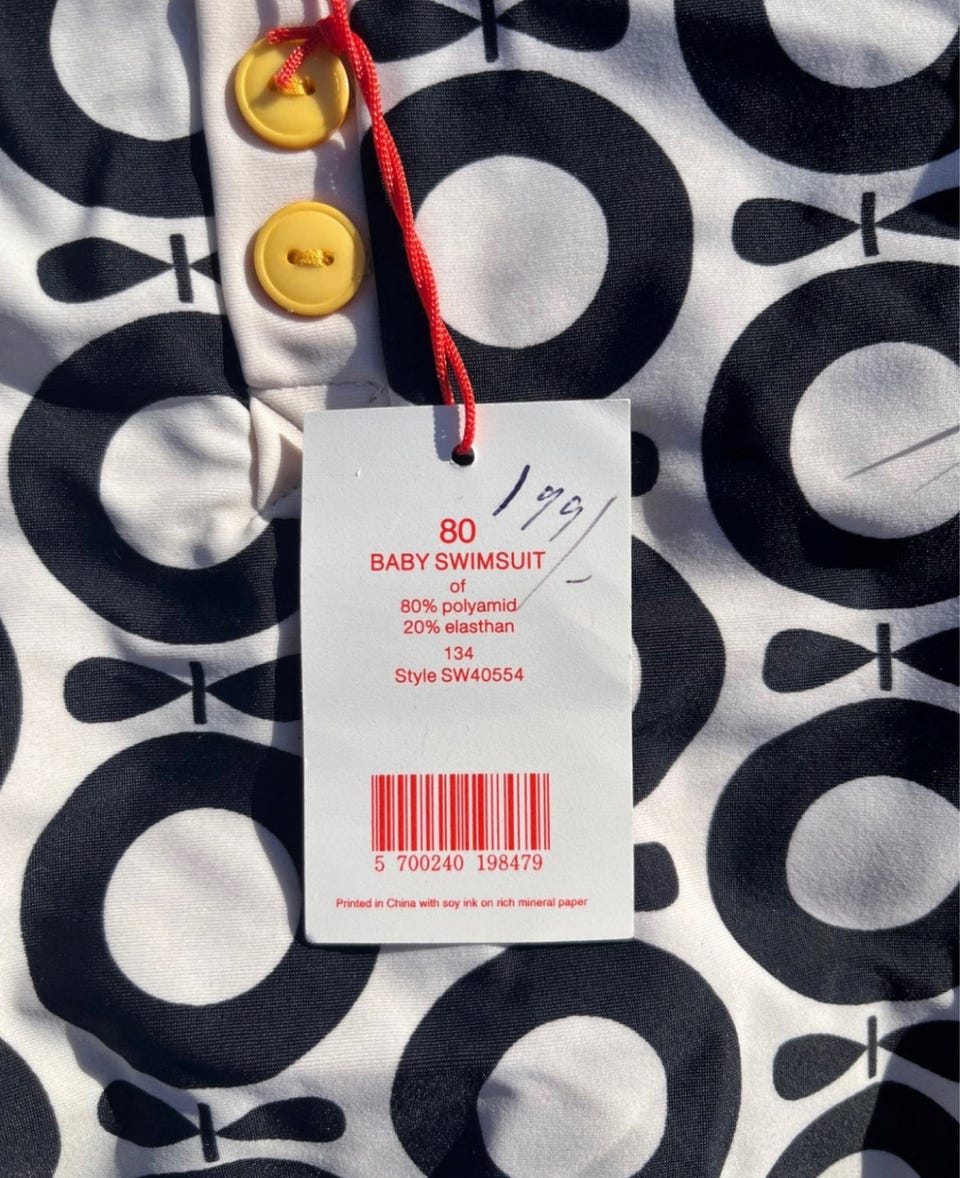 199
80
BABY SWIMSUIT
of
80% polyamid
20% elasthan
134
Style SW40554
5 700240 198479
Printed in China with soy ink on rich mineral paper